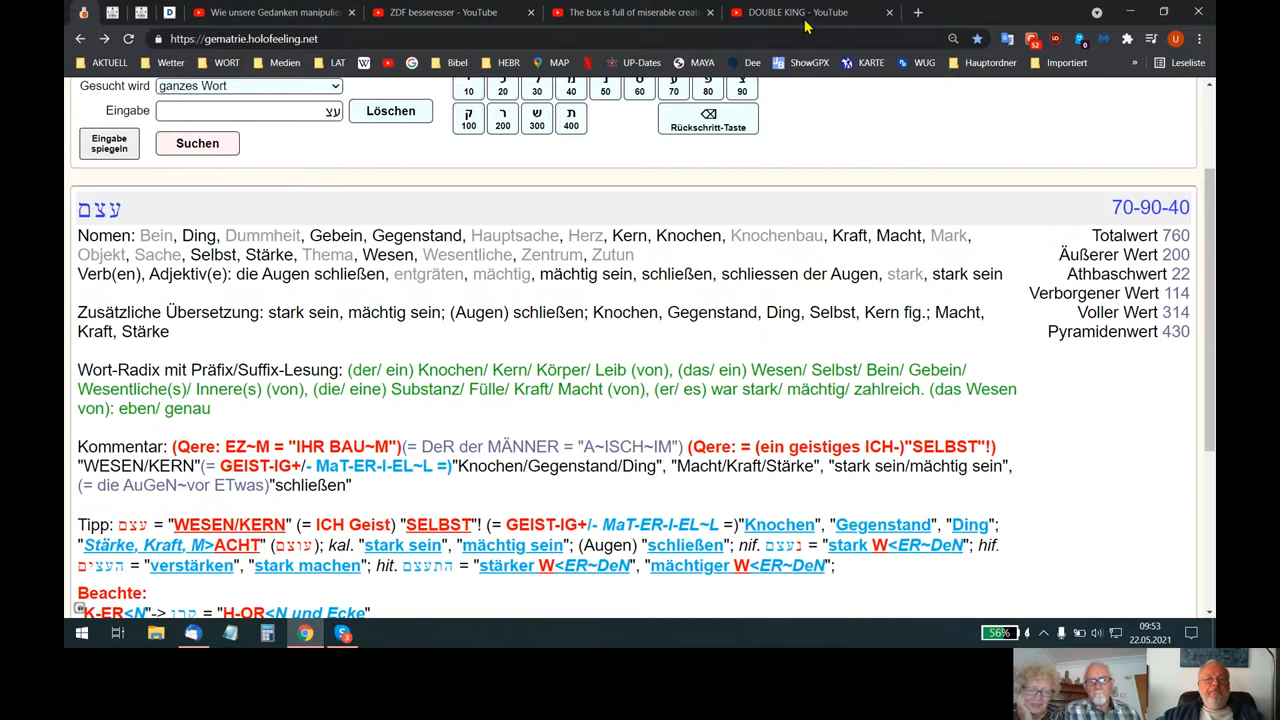 Wie unsere Gedanken manipulie
ZDF besseresser - YouTube
The box is full of miserable creat
DOUBLE KING - YouTube
https://gematrie.holofeeling.net
AKTUELL Wetter WORT Medien LAT Bibel HEBR MAP UP-Dates MAYA Dee ShowGPX KARTE WUG Hauptordner Importiert » Leseliste
Gesucht wird ganzes Wort
10 20 30 40 50 60 70 80 90
Eingabe עצ Löschen
ק ר ש ת
100 200 300 400
Rückschritt-Taste
Eingabe
spiegeln
Suchen
עצם 70-90-40
Nomen: Bein, Ding, Dummheit, Gebein, Gegenstand, Hauptsache, Herz, Kern, Knochen, Knochenbau, Kraft, Macht, Mark,
Objekt, Sache, Selbst, Stärke, Thema, Wesen, Wesentliche, Zentrum, Zutun
Verb(en), Adjektiv(e): die Augen schließen, entgräten, mächtig, mächtig sein, schließen, schliessen der Augen, stark, stark sein
Totalwert 760
Äußerer Wert 200
Athbaschwert 22
Verborgener Wert 114
Voller Wert 314
Pyramidenwert 430
Zusätzliche Übersetzung: stark sein, mächtig sein; (Augen) schließen; Knochen, Gegenstand, Ding, Selbst, Kern fig.; Macht,
Kraft, Stärke
Wort-Radix mit Präfix/Suffix-Lesung: (der/ ein) Knochen/ Kern/ Körper/ Leib (von), (das/ ein) Wesen/ Selbst/ Bein/ Gebein/
Wesentliche(s)/ Innere(s) (von), (die/ eine) Substanz/ Fülle/ Kraft/ Macht (von), (er/ es) war stark/ mächtig/ zahlreich. (das Wesen
von): eben/ genau
Kommentar: (Qere: EZ~M = "IHR BAU~M")(= DeR der MÄNNER = "A~ISCH~IM") (Qere: = (ein geistiges ICH-)"SELBST"!)
"WESEN/KERN"(= GEIST-IG+/- MaT-ER-I-EL~L =)"Knochen/Gegenstand/Ding", "Macht/Kraft/Stärke", "stark sein/mächtig sein",
(= die AuGeN~vor ETwas)"schließen"
Tipp: עצם = "WESEN/KERN" (= ICH Geist) "SELBST"! (= GEIST-IG+/- MaT-ER-I-EL~L =)"Knochen", "Gegenstand", "Ding";
"Stärke, Kraft, M>ACHT" (עוצם); kal. "stark sein", "mächtig sein"; (Augen) "schließen"; nif. נעצם = "stark W<ER~DeN"; hif.
העצים = "verstärken", "stark machen"; hit. התעצם = "stärker W<ER~DeN", "mächtiger W<ER~DeN";
Beachte:
K-ER<N"-> קרן = "H-OR<N und Ecke"
56%
09:53
22.05.2021